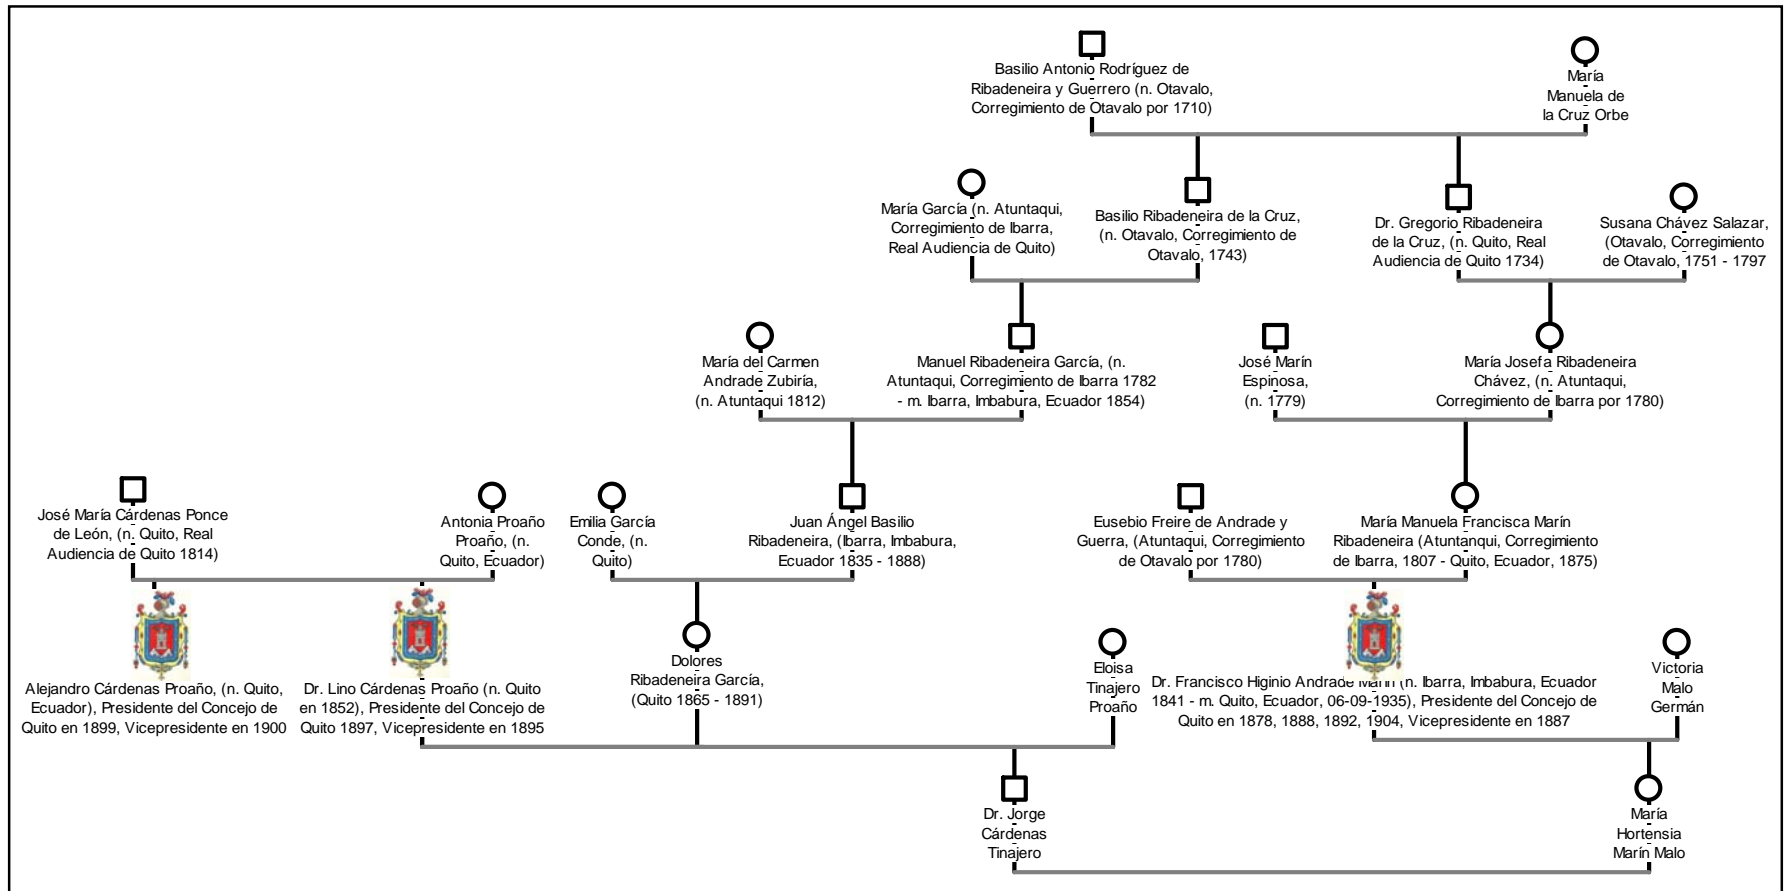 Basilio Antonio Rodríguez de
Ribadeneira y Guerrero (n. Otavalo,
Corregimiento de Otavalo por 1710)
María
Manuela de
la Cruz Orbe
María García (n. Atuntaqui,
Corregimiento de Ibarra,
Real Audiencia de Quito)
Basilio Ribadeneira de la Cruz,
(n. Otavalo, Corregimiento de
Otavalo, 1743)
Dr. Gregorio Ribadeneira
de la Cruz, (n. Quito, Real
Audiencia de Quito 1734)
Susana Chávez Salazar,
(Otavalo, Corregimiento
de Otavalo, 1751 - 1797
María del Carmen
Andrade Zubiría,
(n. Atuntaqui 1812)
Manuel Ribadeneira García, (n.
Atuntaqui, Corregimiento de Ibarra 1782
- m. Ibarra, Imbabura, Ecuador 1854)
José Marín
Espinosa,
(n. 1779)
María Josefa Ribadeneira
Chávez, (n. Atuntaqui,
Corregimiento de Ibarra por 1780)
José María Cárdenas Ponce
de León, (n. Quito, Real
Audiencia de Quito 1814)
Antonia Proaño
Proaño, (n.
Quito, Ecuador)
Emilia García
Conde, (n.
Quito)
Juan Ángel Basilio
Ribadeneira, (Ibarra, Imbabura,
Ecuador 1835 - 1888)
Eusebio Freire de Andrade y
Guerra, (Atuntaqui, Corregimiento
de Otavalo por 1780)
María Manuela Francisca Marín
Ribadeneira (Atuntanqui, Corregimiento
de Ibarra, 1807 - Quito, Ecuador, 1875)
Alejandro Cárdenas Proaño, (n. Quito,
Ecuador), Presidente del Concejo de
Quito en 1899, Vicepresidente en 1900
Dr. Lino Cárdenas Proaño (n. Quito
en 1852), Presidente del Concejo de
Quito 1897, Vicepresidente en 1895
Dolores
Ribadeneira García,
(Quito 1865 - 1891)
Eloisa
Tinajero
Proaño
Dr. Francisco Higinio Andrade Marín (n. Ibarra, Imbabura, Ecuador
1841 - m. Quito, Ecuador, 06-09-1935), Presidente del Concejo de
Quito en 1878, 1888, 1892, 1904, Vicepresidente en 1887
Victoria
Malo
Germán
Dr. Jorge
Cárdenas
Tinajero
María
Hortensia
Marín Malo